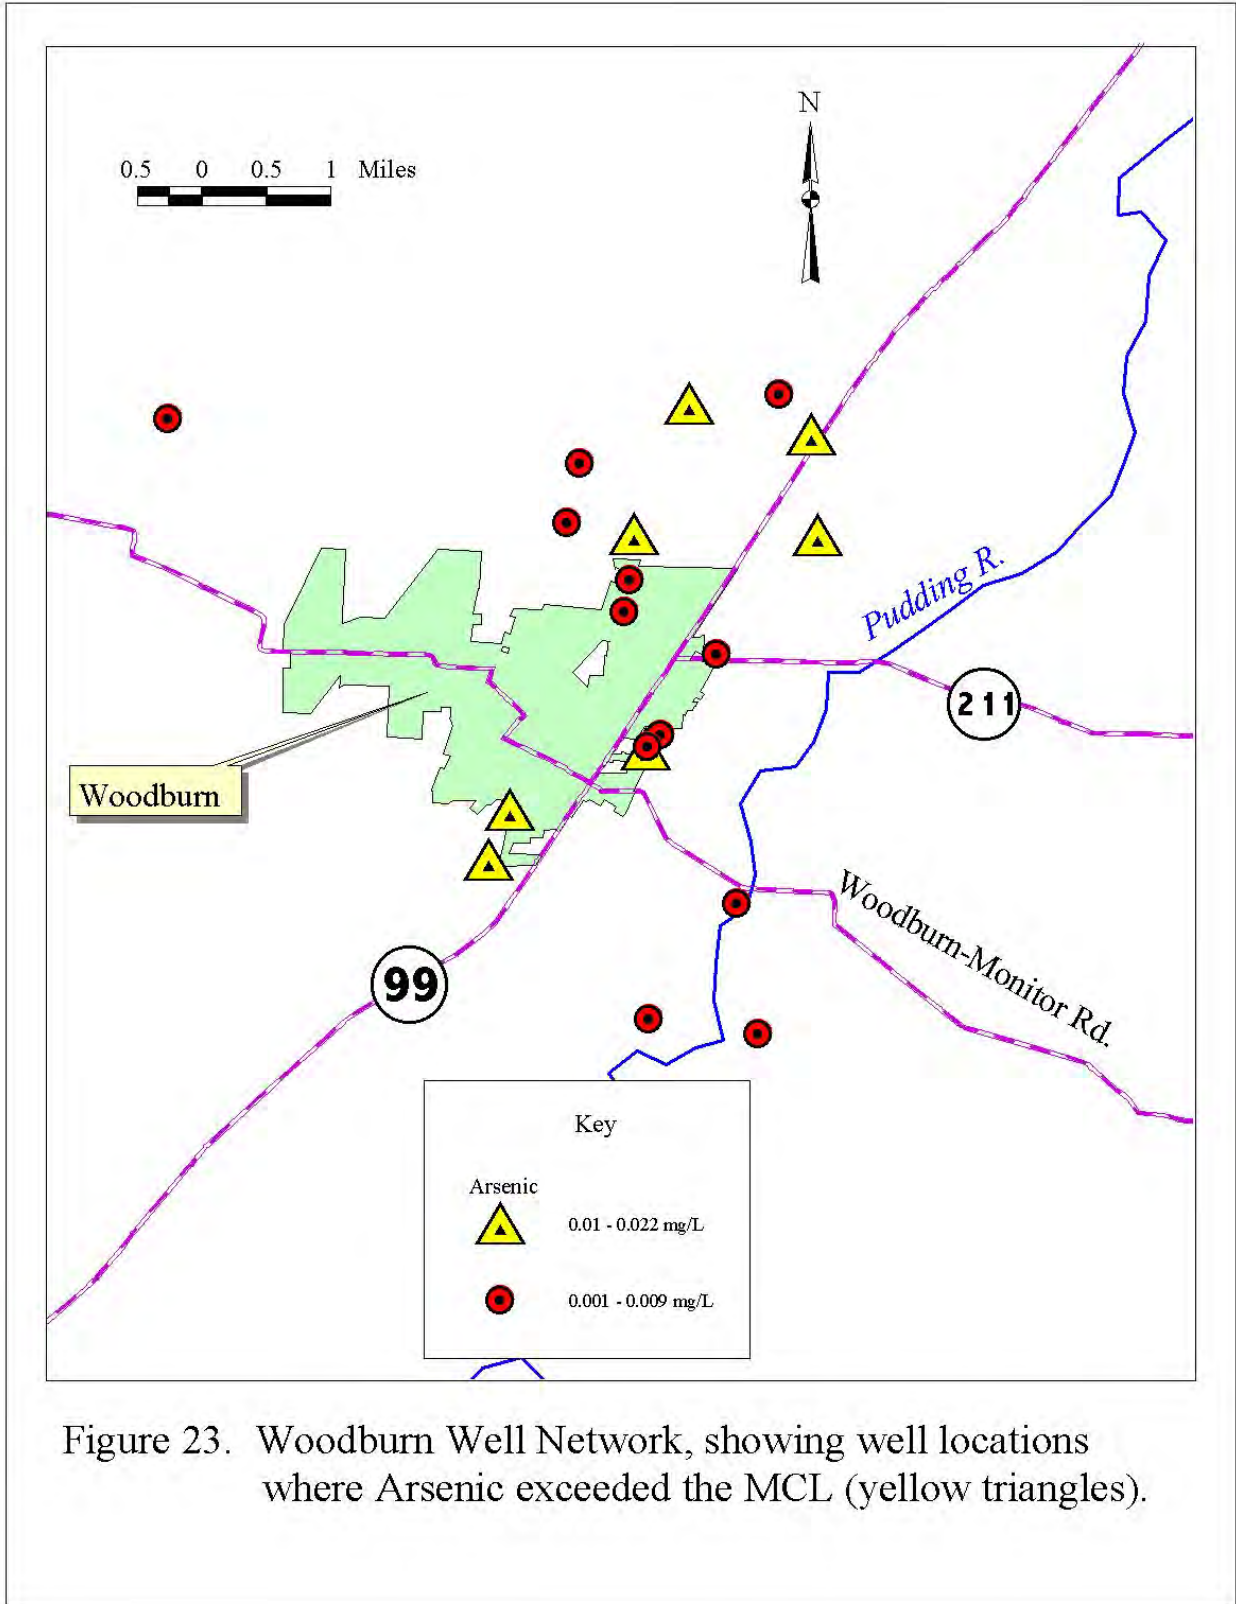 N
0.5 0 0.5 1 Miles
Pudding R.
211
Woodburn
Woodburn-Monitor Rd.
99
Key
Arsenic
0.01 - 0.022 mg/L
0.001 - 0.009 mg/L
Figure 23. Woodburn Well Network, showing well locations
where Arsenic exceeded the MCL (yellow triangles).